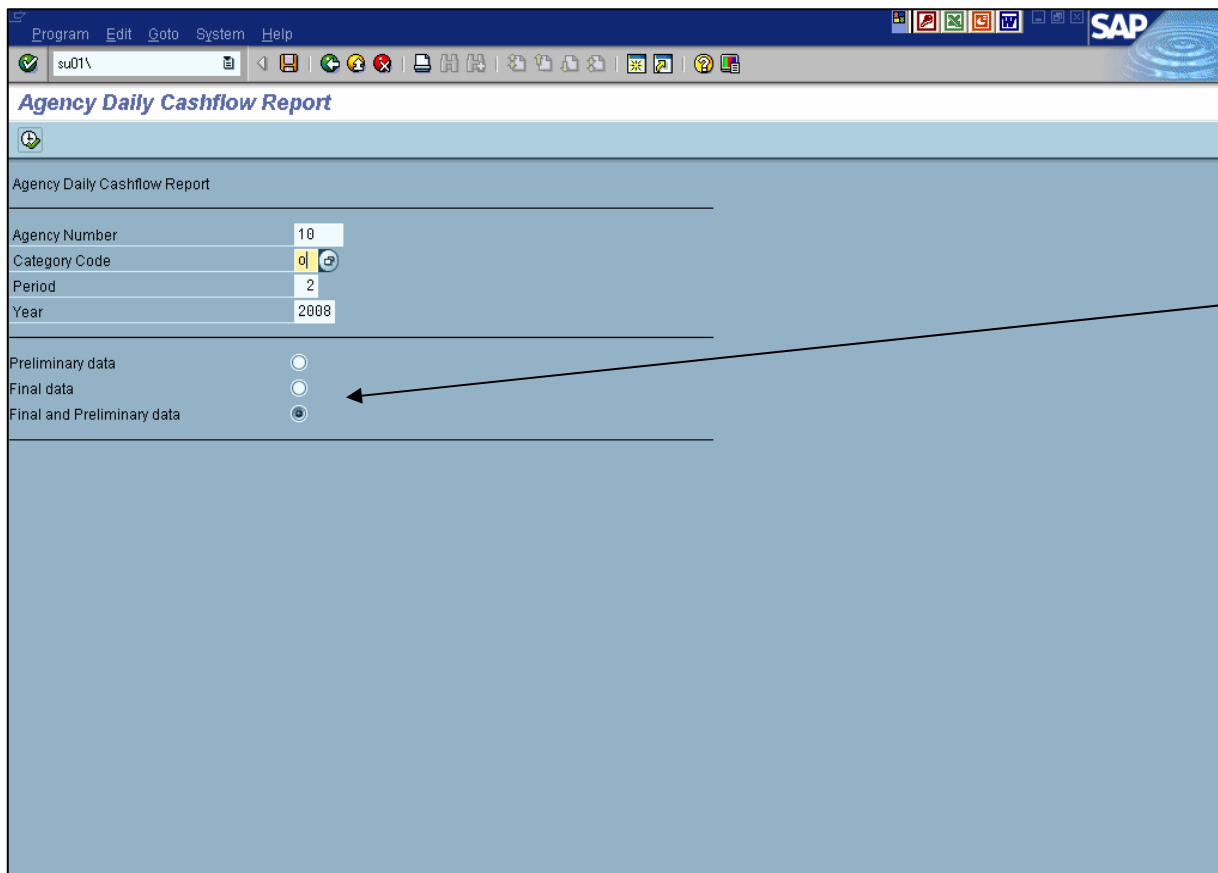 Program Edit Goto System Help
SAP
su01\
Agency Daily Cashflow Report
Agency Daily Cashflow Report
Agency Number 10
Category Code o
Period 2
Year 2008
Preliminary data
Final data
Final and Preliminary data